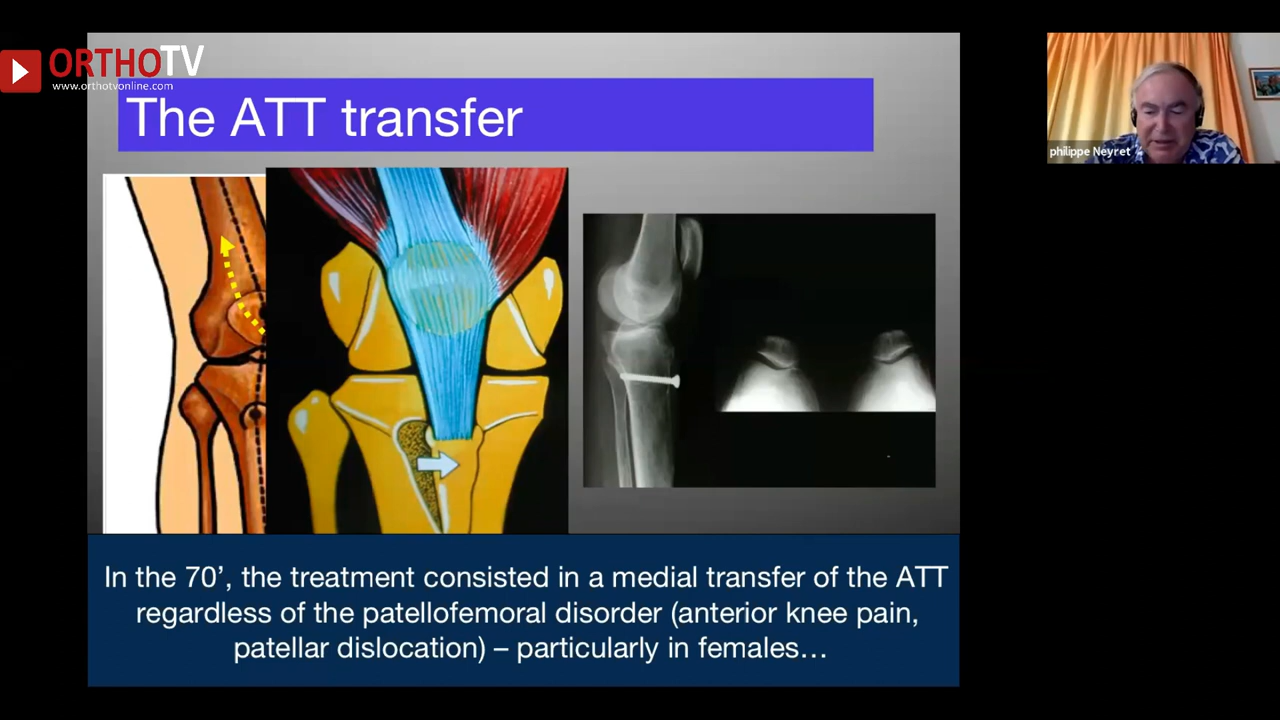 ORTHOTV
www.orthotvonline.com
The ATT transfer
philippe Neyret
In the 70’, the treatment consisted in a medial transfer of the ATT
regardless of the patellofemoral disorder (anterior knee pain,
patellar dislocation) – particularly in females…